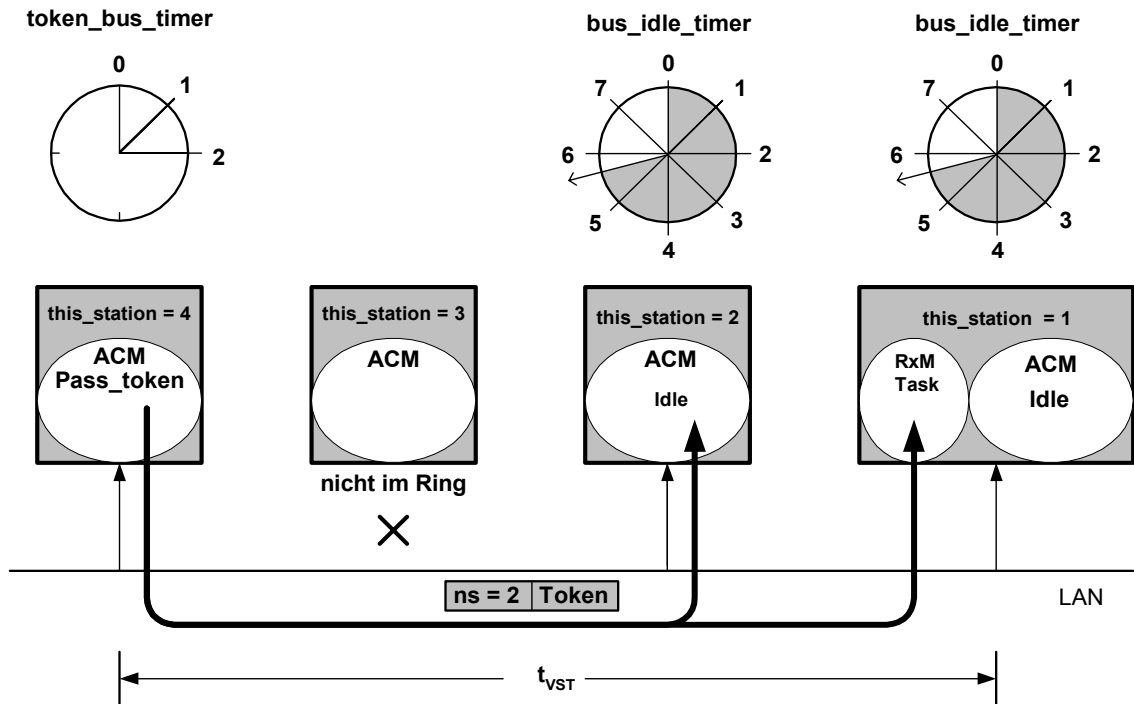 token_bus_timer
bus_idle_timer
bus_idle_timer
0
1
2
0
1
2
3
4
5
6
7
0
1
2
3
4
5
6
7
this_station = 4
ACM
Pass_token
this_station = 3
ACM
nicht im Ring
this_station = 2
ACM
Idle
this_station = 1
RxM
Task
ACM
Idle
ns = 2 Token
LAN
tVST